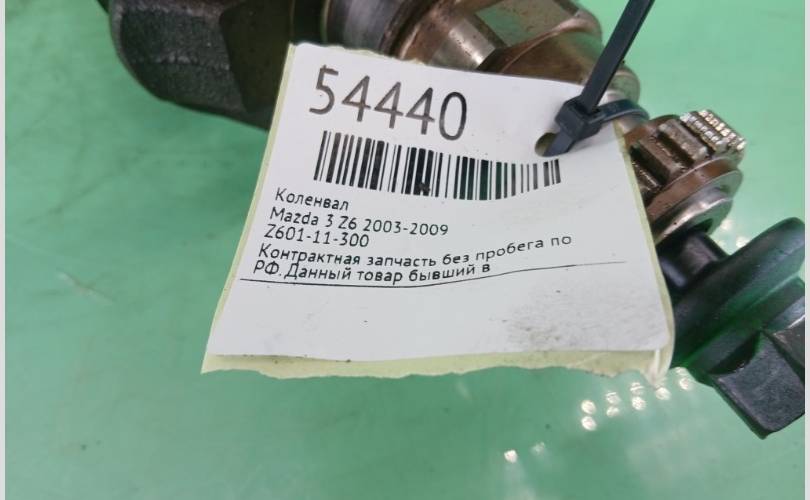 54440
Коленвал
Mazda 3 Z6 2003-2009
Z601-11-300
Контрактная запчасть без пробега по
РФ. Данный товар бывший в